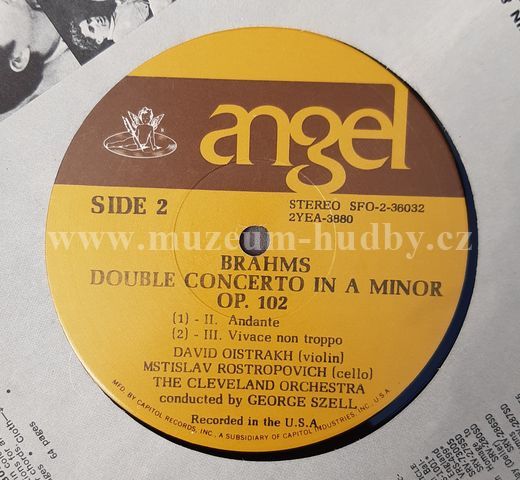 angel
SIDE 2
STEREO SFO-2-36032
2YEA-3880
www.muzeum-hudby.cz
BRAHMS
DOUBLE CONCERTO IN A MINOR
OP. 102
(1) - II. Andante
(2) - III. Vivace non troppo
DAVID OISTRAKH (violin)
MSTISLAV ROSTROPOVICH (cello)
THE CLEVELAND ORCHESTRA
conducted by GEORGE SZELL
Recorded in the U.S.A.
MFD. BY CAPITOL RECORDS, INC., A SUBSIDIARY OF CAPITOL INDUSTRIES, INC., U.S.A.
64 pages